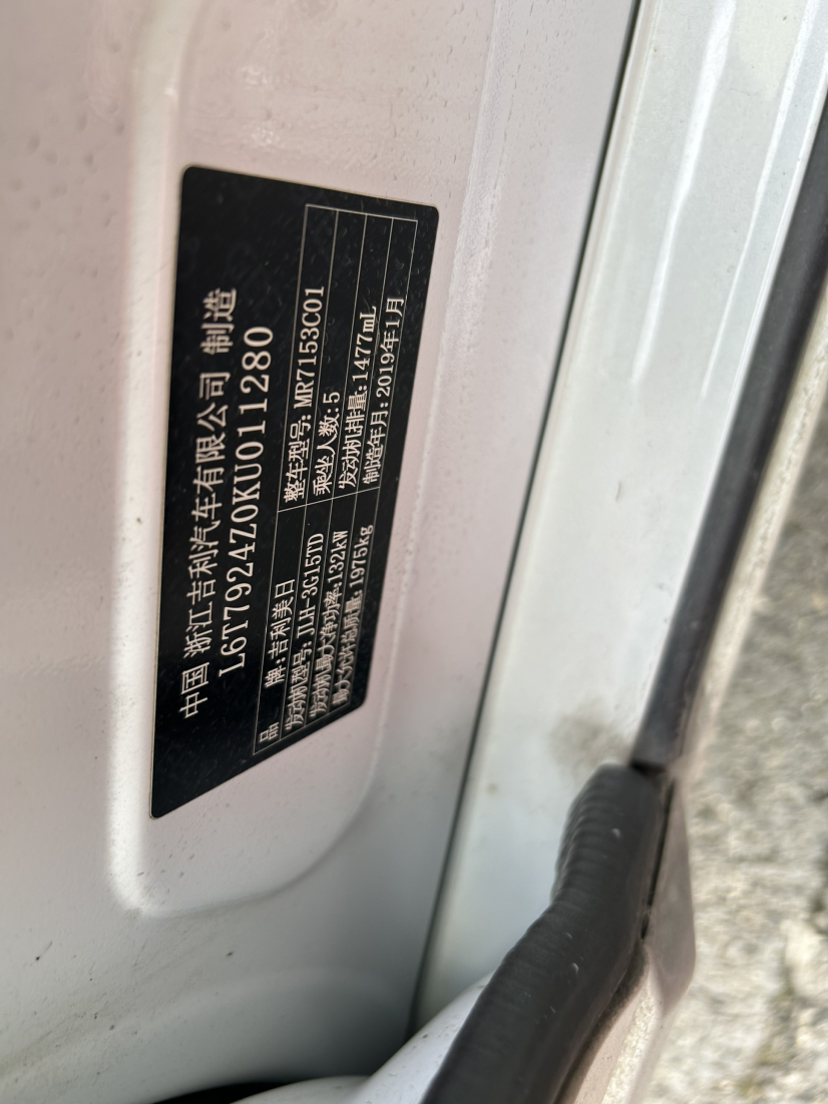 中国 浙江吉利汽车有限公司 制造
L6T7924Z0KU011280
品 牌:吉利美日 整车型号:MR7153C01
发动机型号:JLH-3G15TD 乘坐人数:5
发动机最大净功率:132kW 发动机排量:1477mL
最大允许总质量:1975kg 制造年月:2019年1月